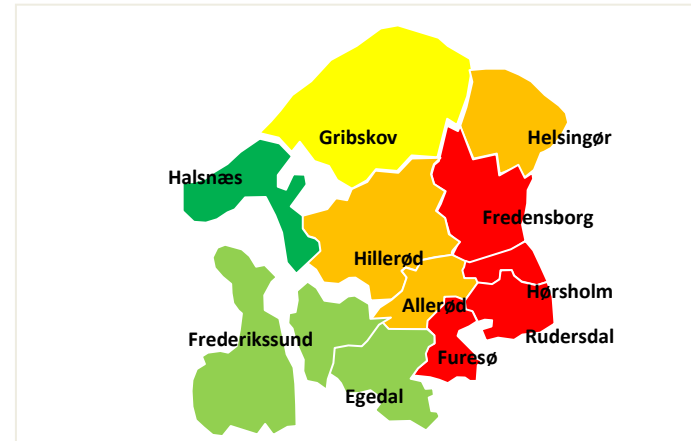 Gribskov
Helsingør
Halsnæs
Fredensborg
Hillerød
Hørsholm
Allerød
Rudersdal
Frederikssund
Furesø
Egedal